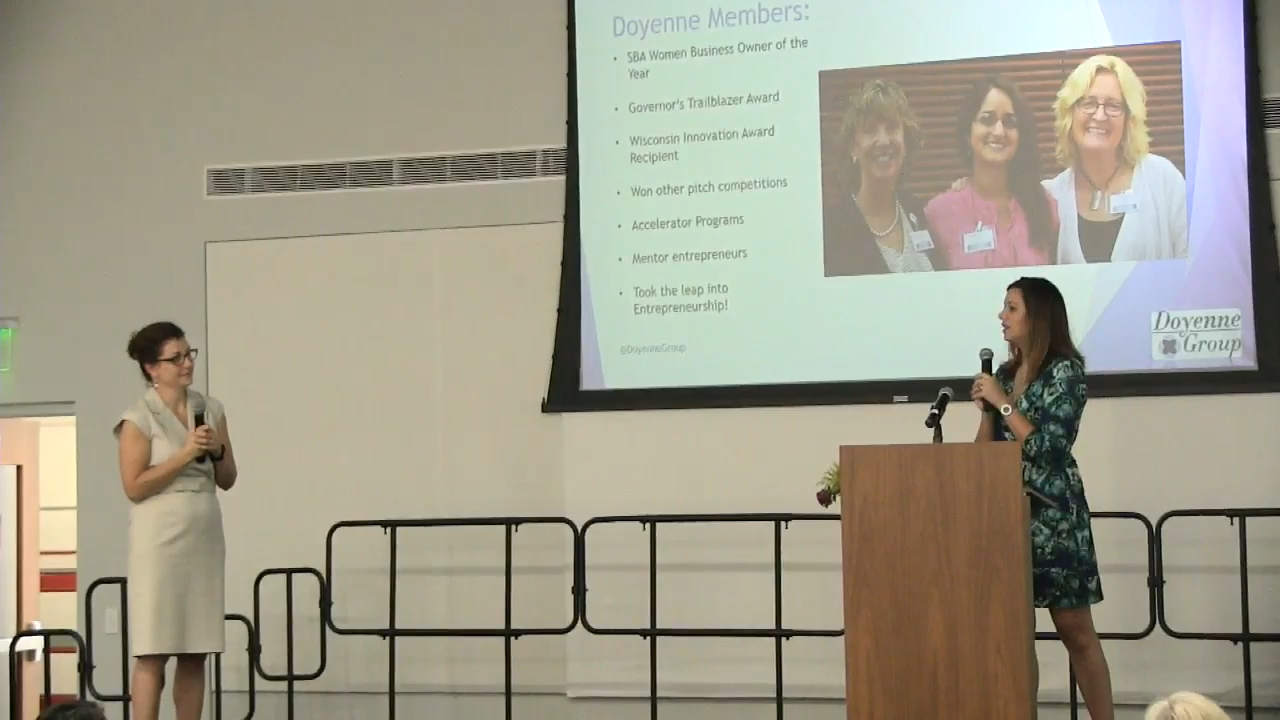 Doyenne Members:
• SBA Women Business Owner of the
Year
• Governor's Trailblazer Award
• Wisconsin Innovation Award
Recipient
• Won other pitch competitions
• Accelerator Programs
• Mentor entrepreneurs
• Took the leap into
Entrepreneurship!
@DoyenneGroup
Doyenne
Group